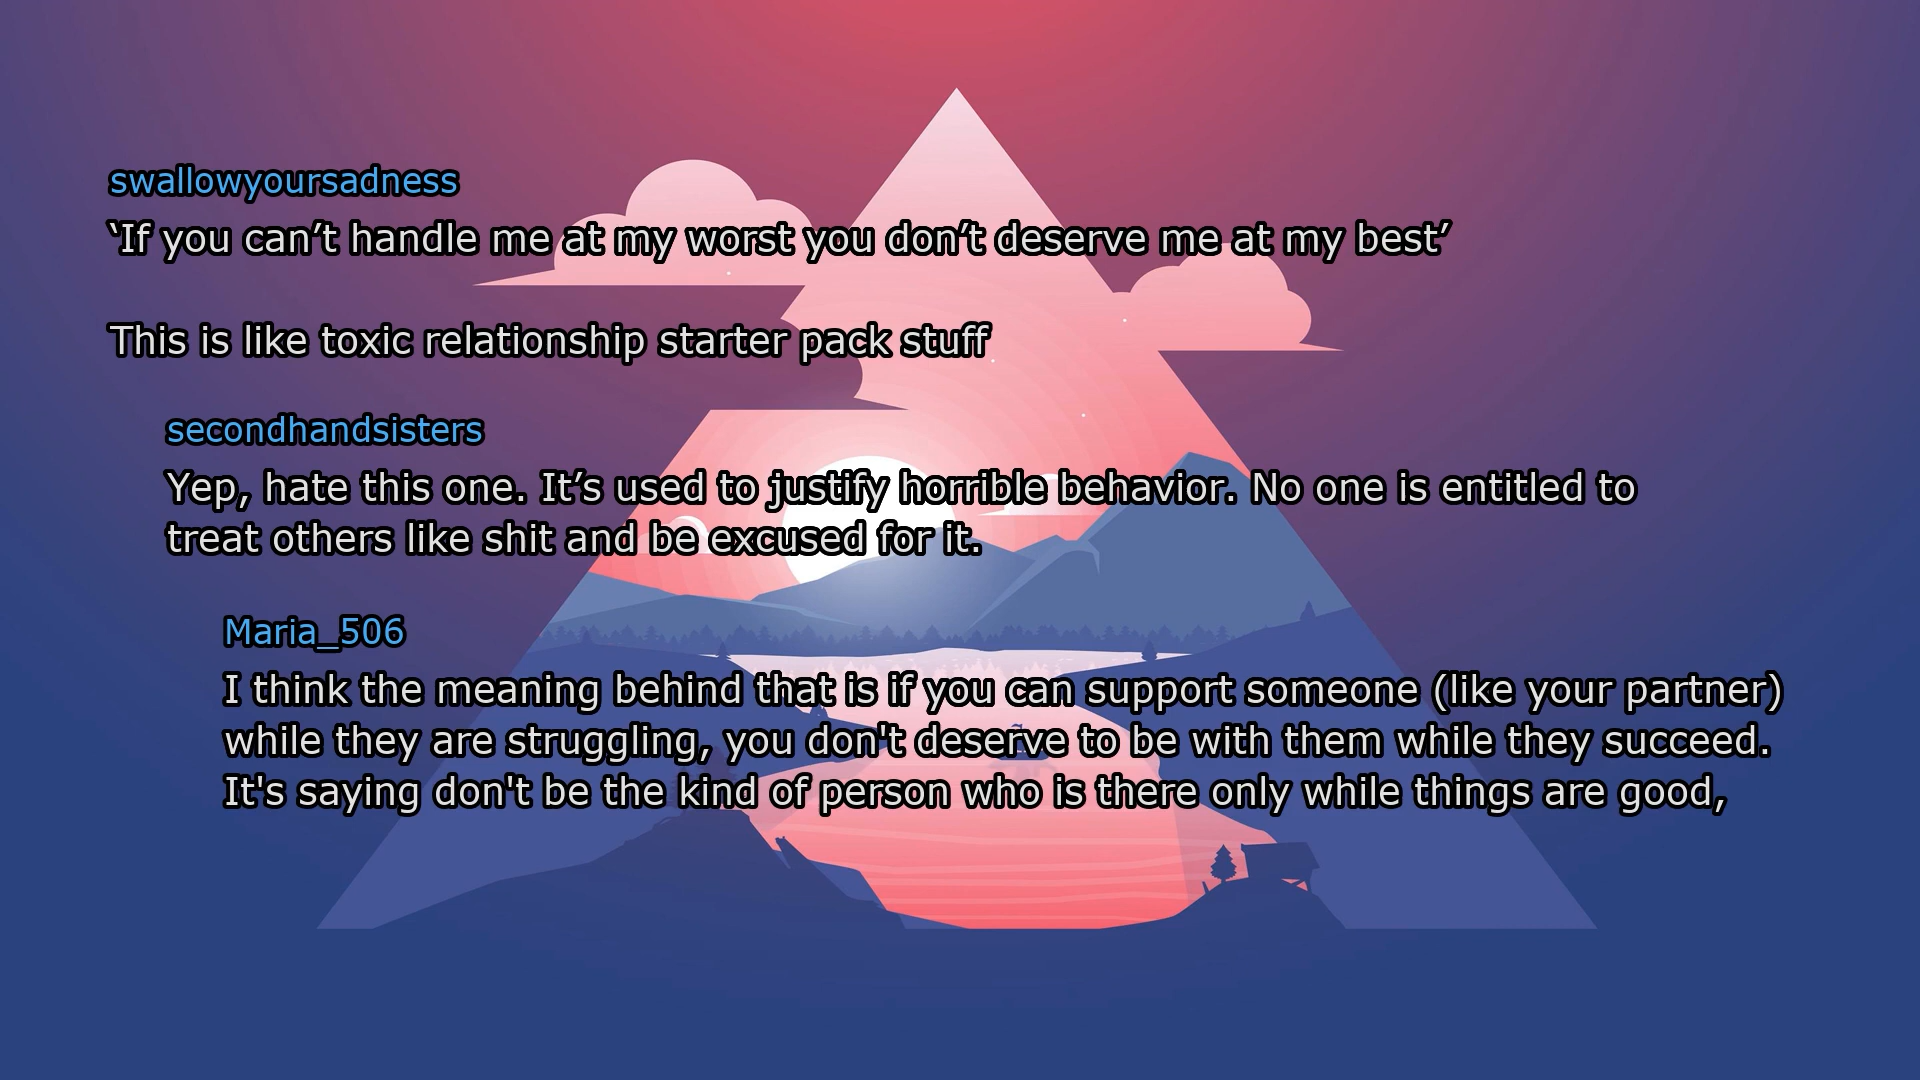 swallowyoursadness
‘If you can’t handle me at my worst you don’t deserve me at my best’
This is like toxic relationship starter pack stuff
secondhandsisters
Yep, hate this one. It’s used to justify horrible behavior. No one is entitled to
treat others like shit and be excused for it.
Maria_506
I think the meaning behind that is if you can support someone (like your partner)
while they are struggling, you don't deserve to be with them while they succeed.
It's saying don't be the kind of person who is there only while things are good,